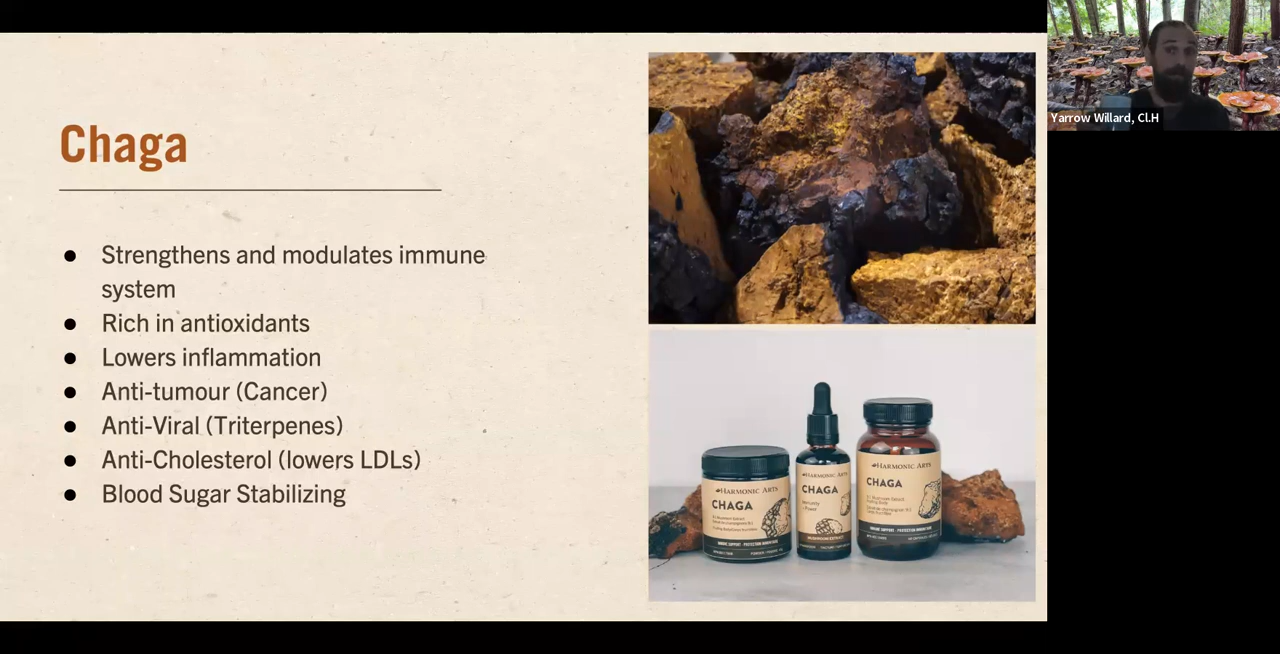 Chaga
● Strengthens and modulates immune
system
● Rich in antioxidants
● Lowers inflammation
● Anti-tumour (Cancer)
● Anti-Viral (Triterpenes)
● Anti-Cholesterol (lowers LDLs)
● Blood Sugar Stabilizing
HARMONIC ARTS
CHAGA
HARMONIC ARTS
CHAGA
HARMONIC ARTS
CHAGA
Yarrow Willard, Cl.H